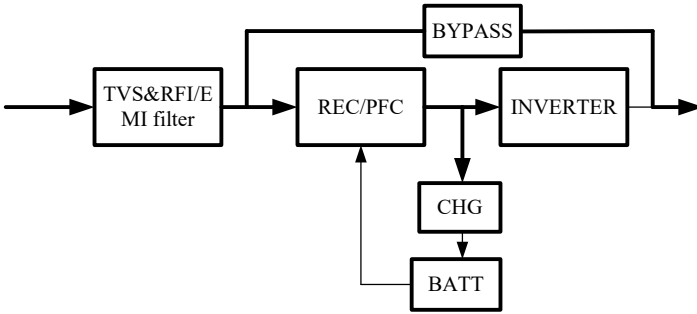 BYPASS
TVS&RFI/E
MI filter
REC/PFC
INVERTER
CHG
BATT